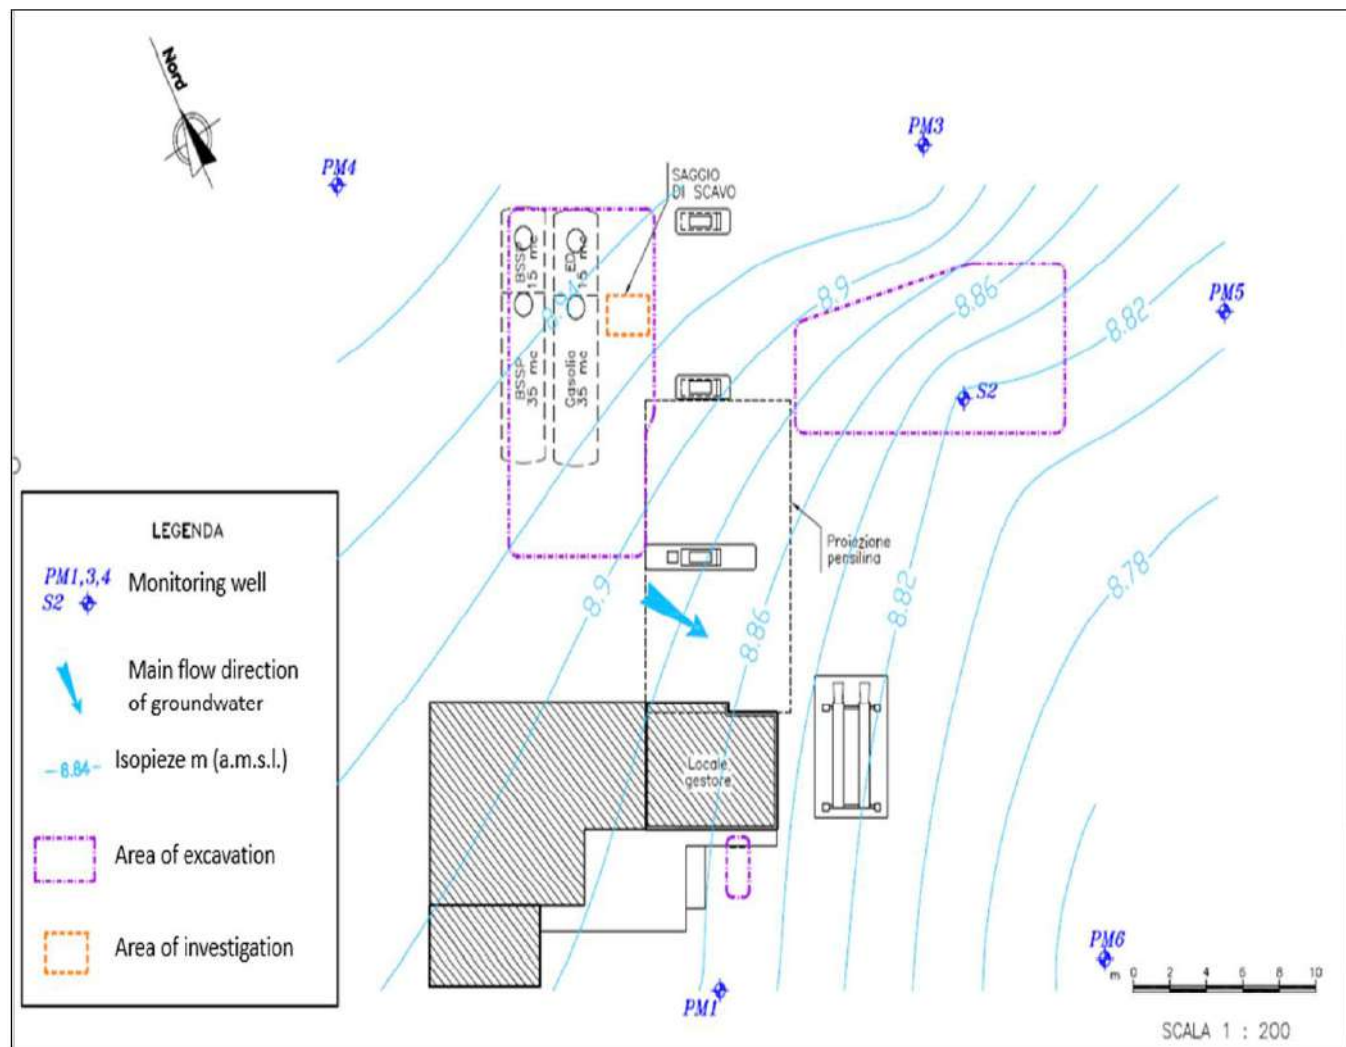 Nord
PM4
PM3
SAGGIO
DI SCAVO
BSSP
15 mc
15 mc
8.94
8.9
8.86
8.82
PM5
BSSP
35 mc
Gasolio
35 mc
S2
Proiezione
pensilina
8.9
8.86
8.82
8.78
LEGENDA
PM1,3,4
S2
Monitoring well
Main flow direction
of groundwater
8.84
Isopieze m (a.m.s.l.)
Area of excavation
Area of investigation
Locale
gestore
PM1
PM6
m 0 2 4 6 8 10
SCALA 1 : 200